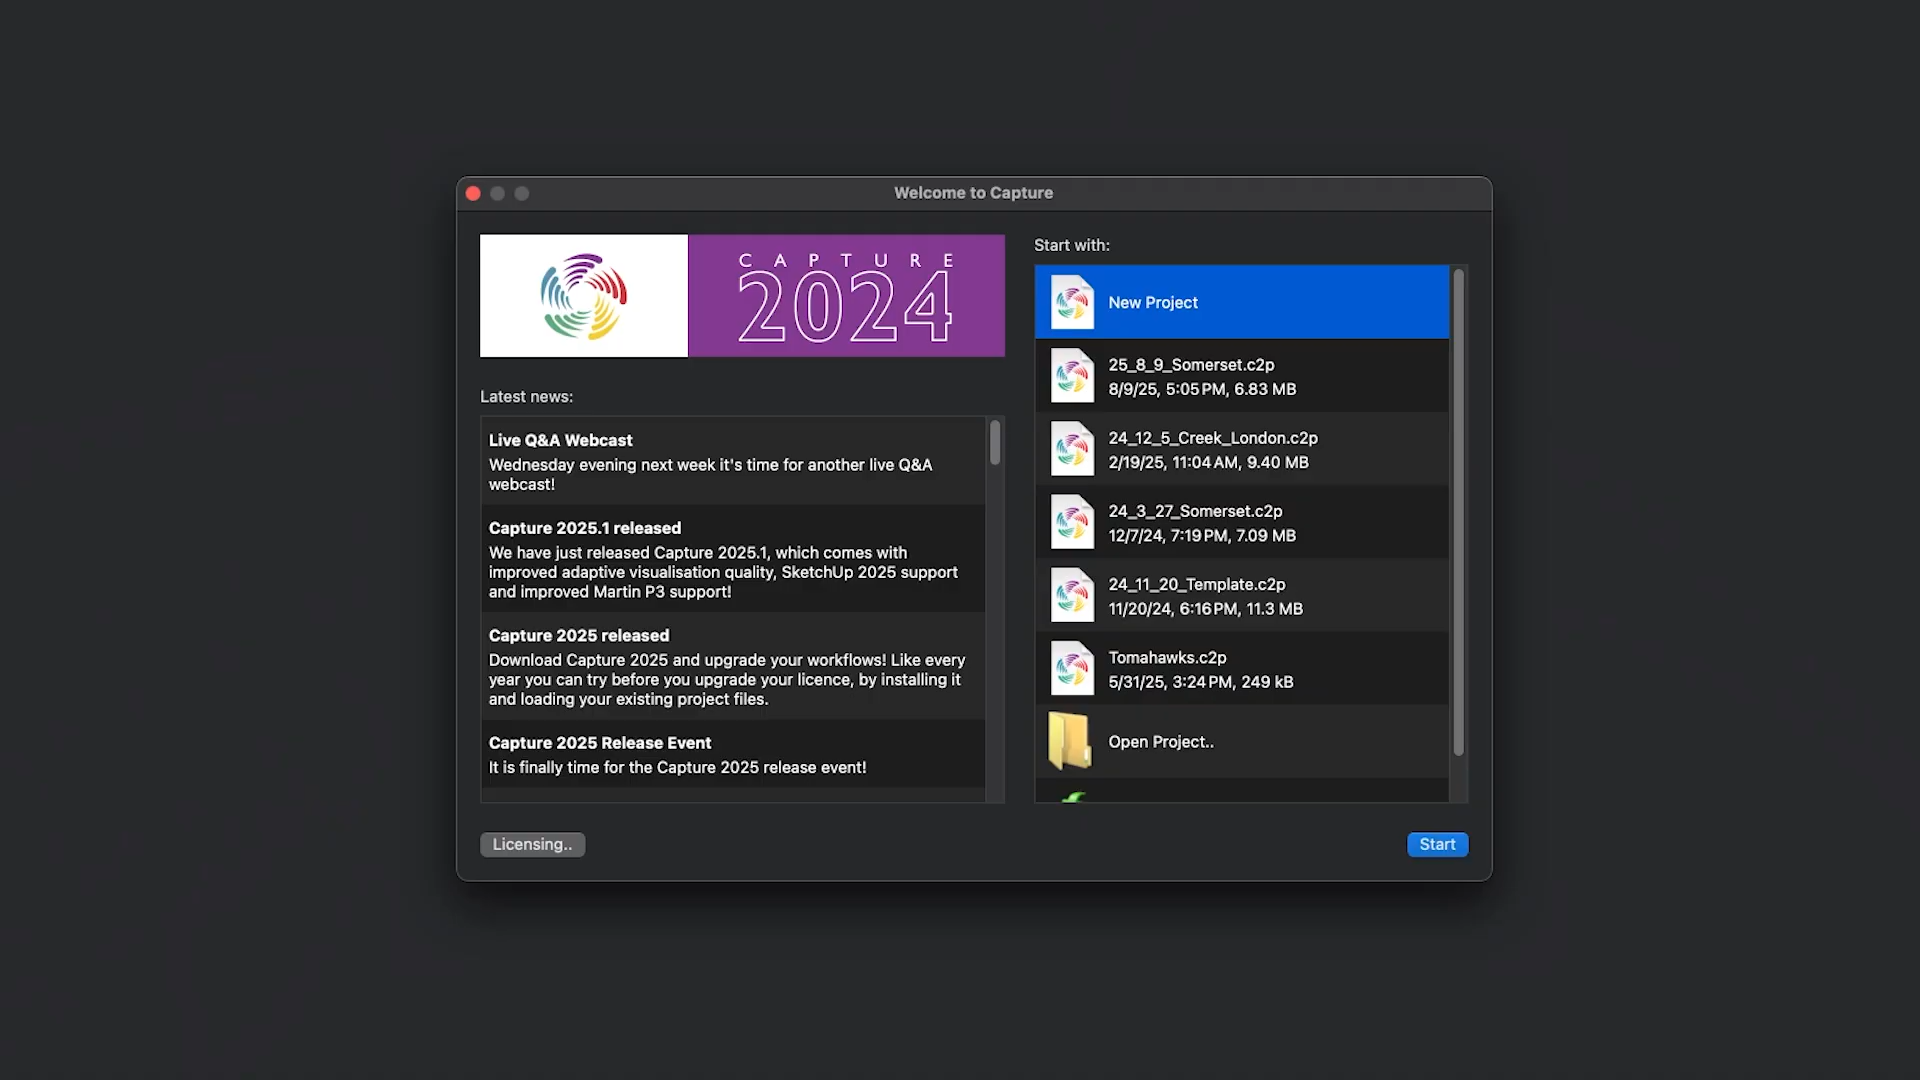 Welcome to Capture
CAPTURE
2024
Latest news:
Live Q&A Webcast
Wednesday evening next week it's time for another live Q&A
webcast!
Capture 2025.1 released
We have just released Capture 2025.1, which comes with
improved adaptive visualisation quality, SketchUp 2025 support
and improved Martin P3 support!
Capture 2025 released
Download Capture 2025 and upgrade your workflows! Like every
year you can try before you upgrade your licence, by installing it
and loading your existing project files.
Capture 2025 Release Event
It is finally time for the Capture 2025 release event!
Licensing..
Start with:
New Project
25_8_9_Somerset.c2p
8/9/25, 5:05 PM, 6.83 MB
24_12_5_Creek_London.c2p
2/19/25, 11:04 AM, 9.40 MB
24_3_27_Somerset.c2p
12/7/24, 7:19 PM, 7.09 MB
24_11_20_Template.c2p
11/20/24, 6:16 PM, 11.3 MB
Tomahawks.c2p
5/31/25, 3:24 PM, 249 kB
Open Project..
Start